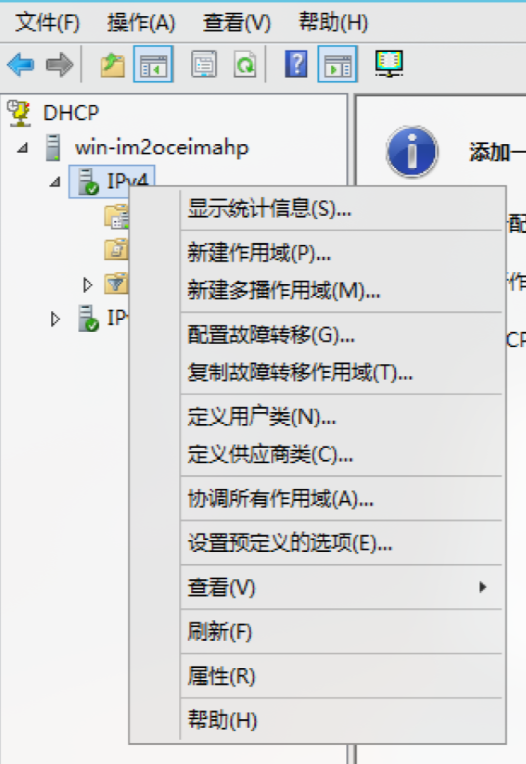 文件(F) 操作(A) 查看(V) 帮助(H)
DHCP
win-im2oceimahp
IPv4
添加一
显示统计信息(S)...
配
新建作用域(P)...
作
新建多播作用域(M)...
IP
配置故障转移(G)...
CP
复制故障转移作用域(T)...
定义用户类(N)...
定义供应商类(C)...
协调所有作用域(A)...
设置预定义的选项(E)...
查看(V)
刷新(F)
属性(R)
帮助(H)